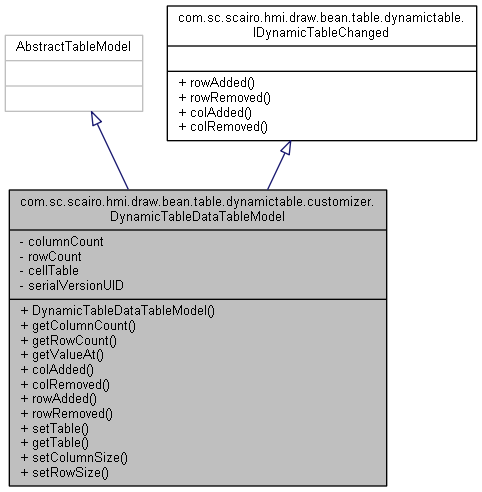 AbstractTableModel
com.sc.scairo.hmi.draw.bean.table.dynamictable.
IDynamicTableChanged
+ rowAdded()
+ rowRemoved()
+ colAdded()
+ colRemoved()
com.sc.scairo.hmi.draw.bean.table.dynamictable.customizer.
DynamicTableDataTableModel
- columnCount
- rowCount
- cellTable
- serialVersionUID
+ DynamicTableDataTableModel()
+ getColumnCount()
+ getRowCount()
+ getValueAt()
+ colAdded()
+ colRemoved()
+ rowAdded()
+ rowRemoved()
+ setTable()
+ getTable()
+ setColumnSize()
+ setRowSize()